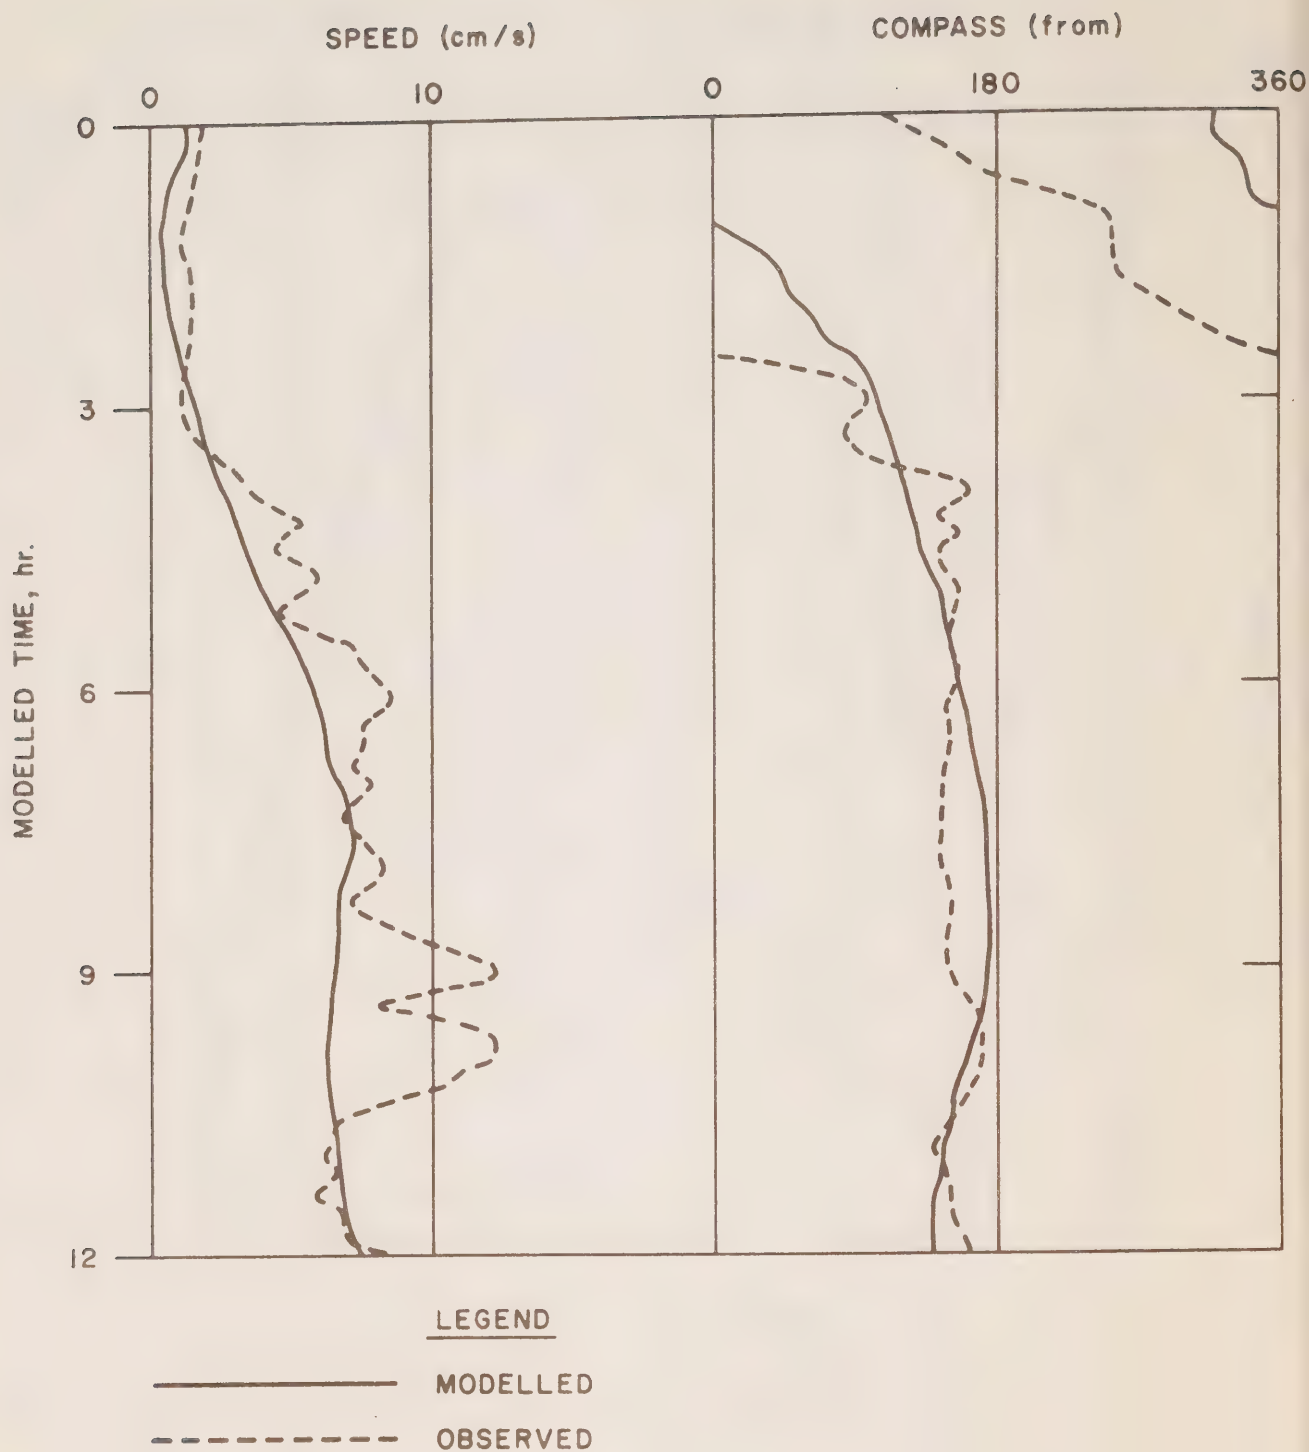 SPEED (cm/s)
COMPASS (from)
0
10
0
180
360
0
3
6
9
12
MODELLED TIME, hr.
LEGEND
MODELLED
OBSERVED